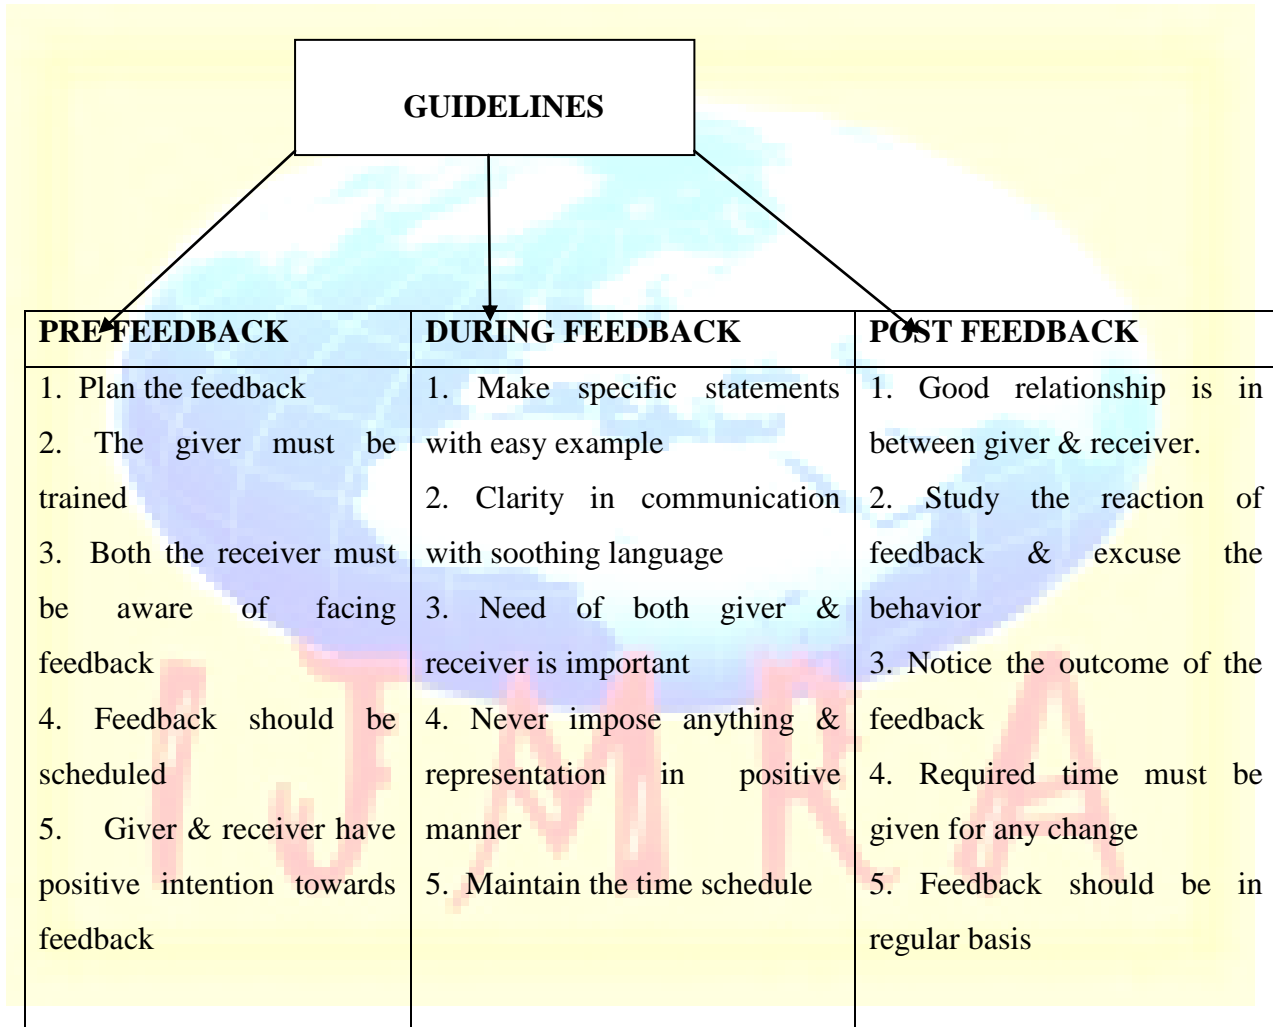 GUIDELINES
PRE FEEDBACK
1. Plan the feedback
2. The giver must be
trained
3. Both the receiver must
be aware of facing
feedback
4. Feedback should be
scheduled
5. Giver & receiver have
positive intention towards
feedback
DURING FEEDBACK
1. Make specific statements
with easy example
2. Clarity in communication
with soothing language
3. Need of both giver &
receiver is important
4. Never impose anything &
representation in positive
manner
5. Maintain the time schedule
POST FEEDBACK
1. Good relationship is in
between giver & receiver.
2. Study the reaction of
feedback & excuse the
behavior
3. Notice the outcome of the
feedback
4. Required time must be
given for any change
5. Feedback should be in
regular basis
IJMRA